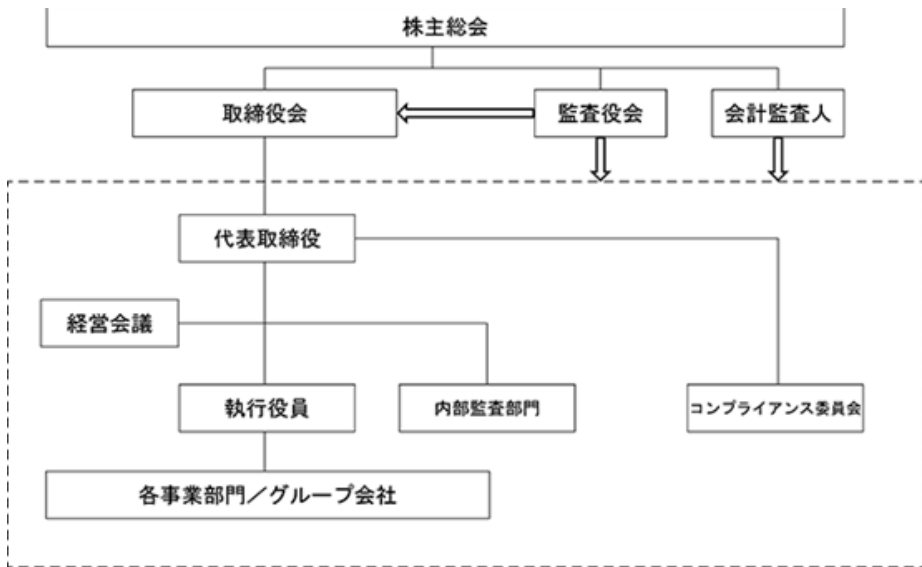 株主総会
取締役会
監査役会
会計監査人
代表取締役
経営会議
執行役員
内部監査部門
コンプライアンス委員会
各事業部門／グループ会社